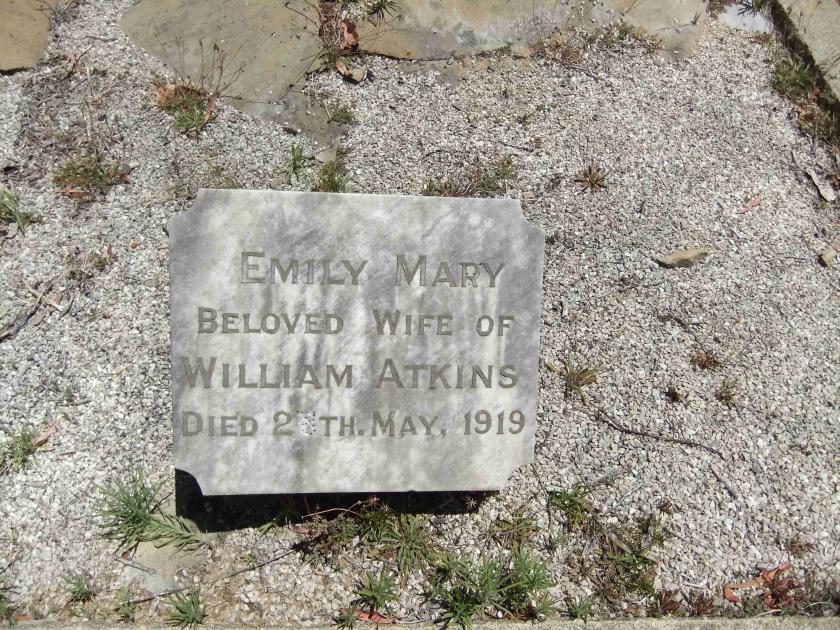 Emily Mary
Beloved Wife of
William Atkins
Died May, 1919